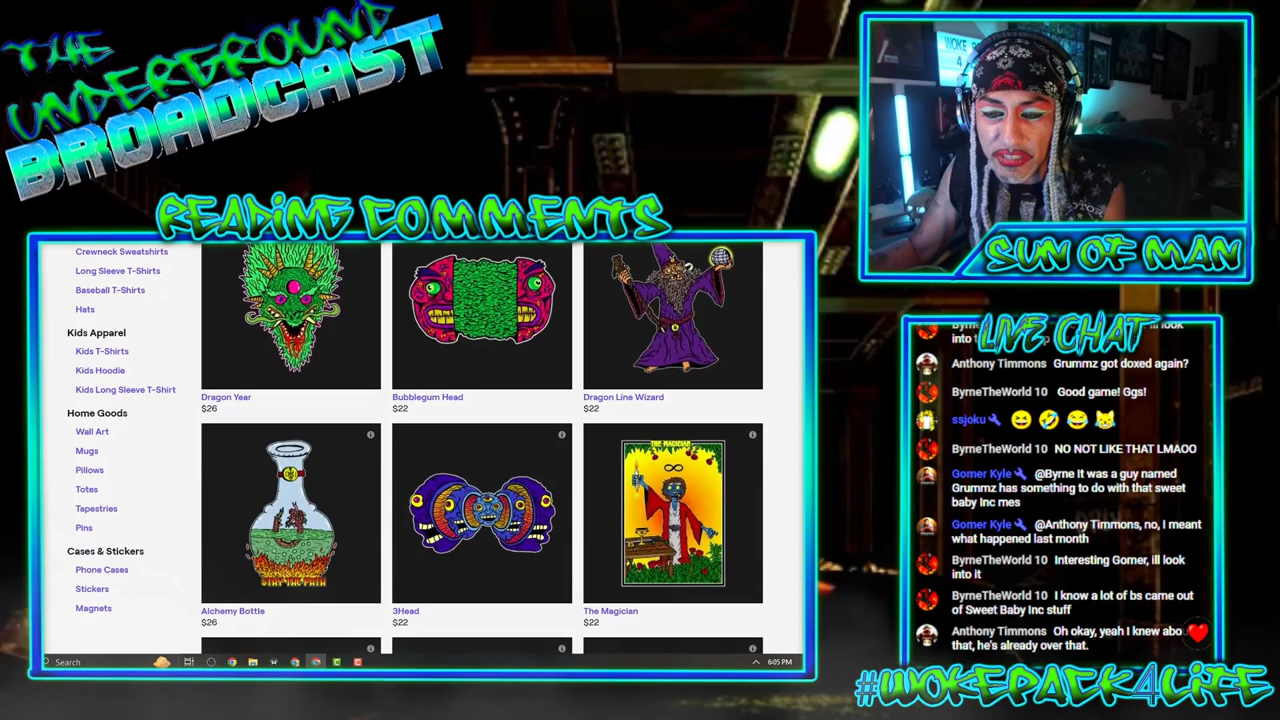 THE
UNDERGROUND
BROADCAST
READING COMMENTS
Crewneck Sweatshirts
Long Sleeve T-Shirts
Baseball T-Shirts
Hats
Kids Apparel
Kids T-Shirts
Kids Hoodie
Kids Long Sleeve T-Shirt
Home Goods
Wall Art
Mugs
Pillows
Totes
Tapestries
Pins
Cases & Stickers
Phone Cases
Stickers
Magnets
Dragon Year
$26
Bubblegum Head
$22
Dragon Line Wizard
$22
STAY THE PATH
THE MAGICIAN
Alchemy Bottle
$26
3Head
$22
The Magician
$22
Search
6:05 PM
WOKE
4
SUN OF MAN
LIVE CHAT
look
into
Anthony Timmons Grummz got doxed again?
ByrneTheWorld 10 Good game! Ggs!
ssjoku 😆 🤣 😂 😹
ByrneTheWorld 10 NO NOT LIKE THAT LMAOO
Gomer Kyle @Byrne It was a guy named
Grummz has something to do with that sweet
baby Inc mes
Gomer Kyle @Anthony Timmons, no, I meant
what happened last month
ByrneTheWorld 10 Interesting Gomer, ill look
into it
ByrneTheWorld 10 I know a lot of bs came out
of Sweet Baby Inc stuff
Anthony Timmons Oh okay, yeah I knew abou
that, he's already over that.
#WOKEPACK4LIFE